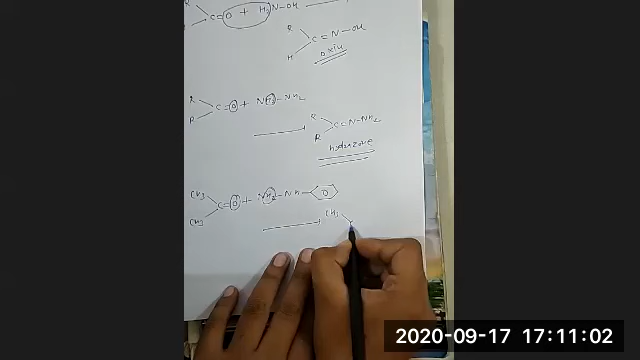 C=O + H₂N-OH
R
C=N-OH
H
oxim
R
C=O + NH₂-NH₂
R
R
C=N-NH₂
R
hydrazone
CH₃
C=O + NH₂-NH-
CH₃
CH₃
2020-09-17 17:11:02